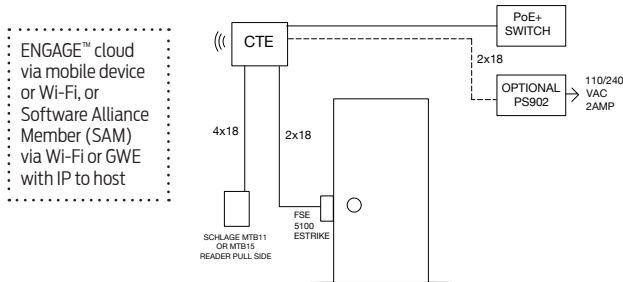 ENGAGE™ cloud
via mobile device
or Wi-Fi, or
Software Alliance
Member (SAM)
via Wi-Fi or GWE
with IP to host
CTE
PoE+
SWITCH
2x18
OPTIONAL
PS902
110/240
VAC
2AMP
4x18
2x18
SCHLAGE MTB11
OR MTB15
READER PULL SIDE
FSE
5100
ESTRIKE